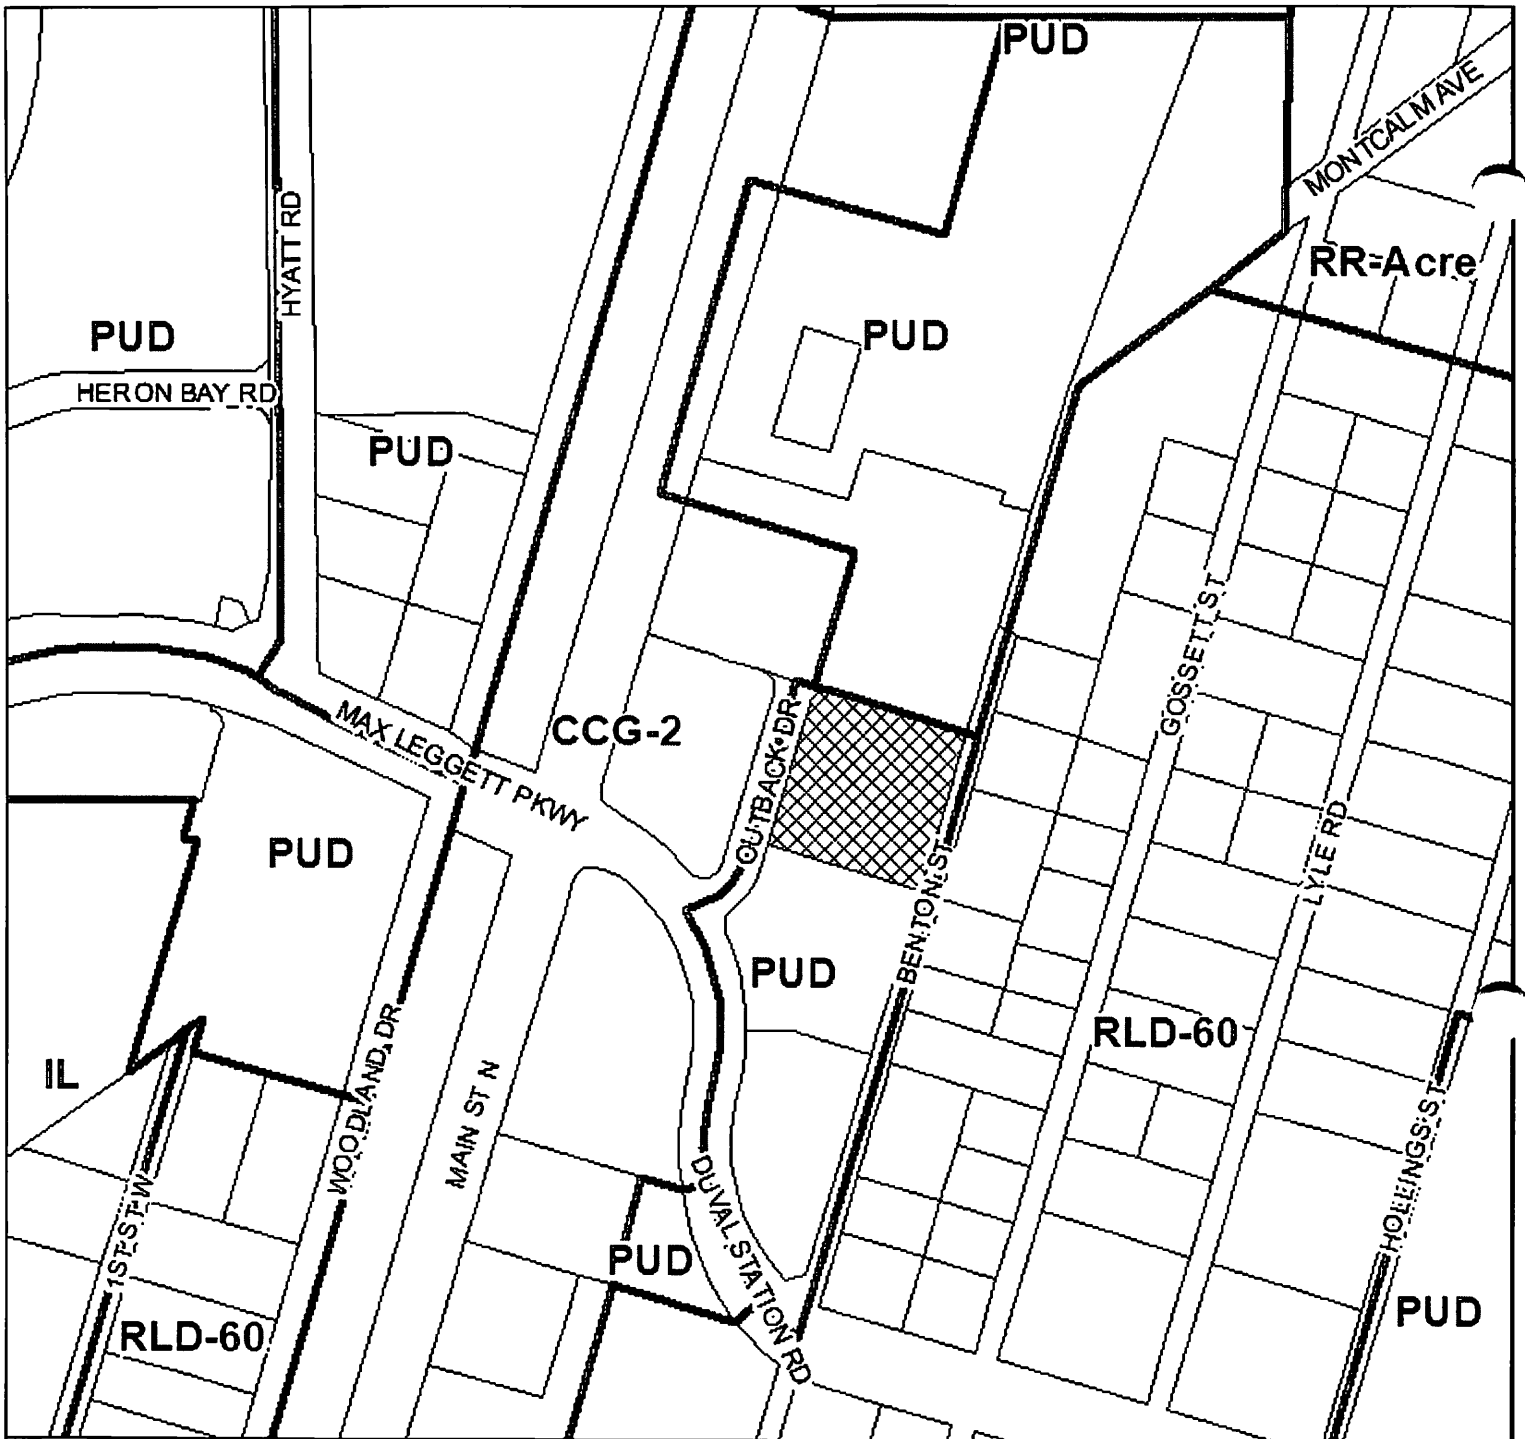 PUD
MONTCALM AVE
HYATT RD
RR-Acre
PUD
PUD
HERON BAY RD
PUD
GOSSETT ST
MAX LEGGETT PKWY
CCG-2
OUTBACK DR
LYLE RD
PUD
BENTON ST
PUD
RLD-60
IL
WOODLAND DR
MAIN ST N
HOLLINGS ST
DUVAL STATION RD
1ST ST W
PUD
PUD
RLD-60